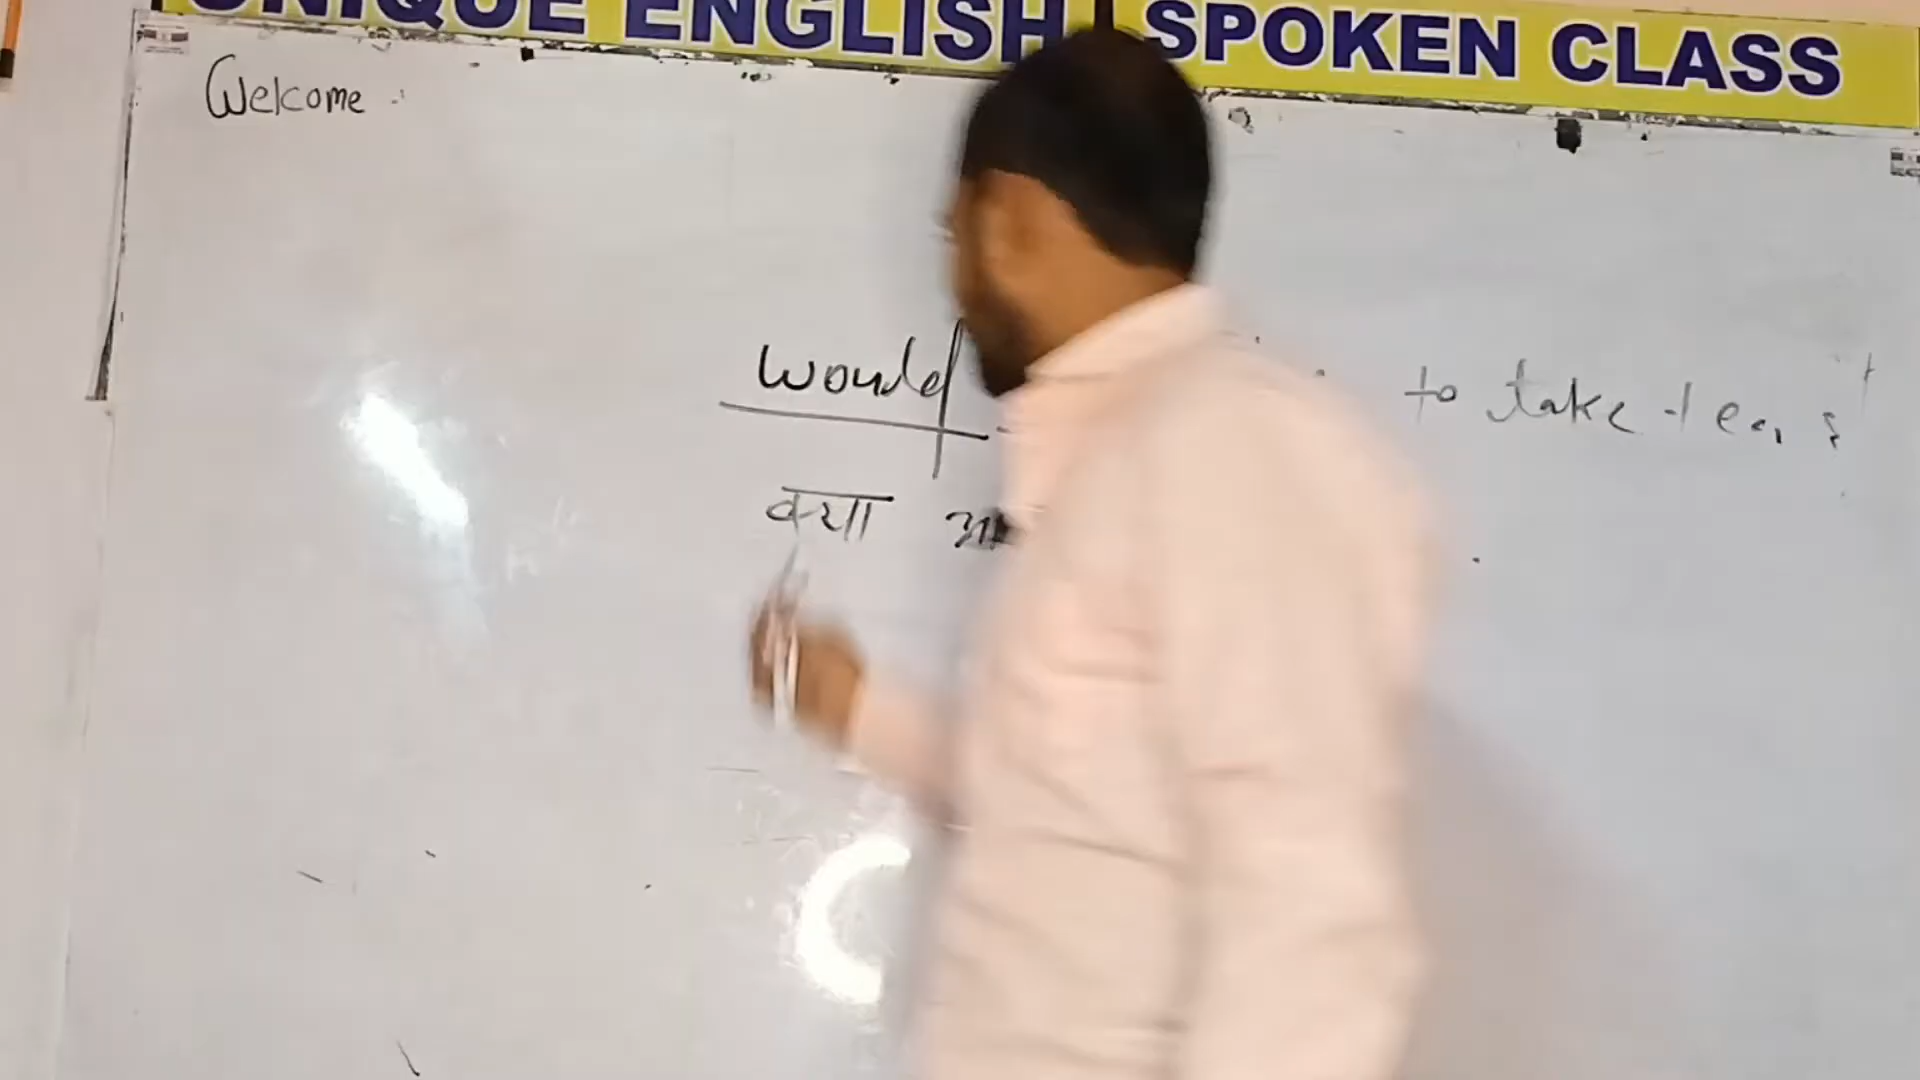 UNIQUE ENGLISH SPOKEN CLASS
Welcome
would to take tea
क्या